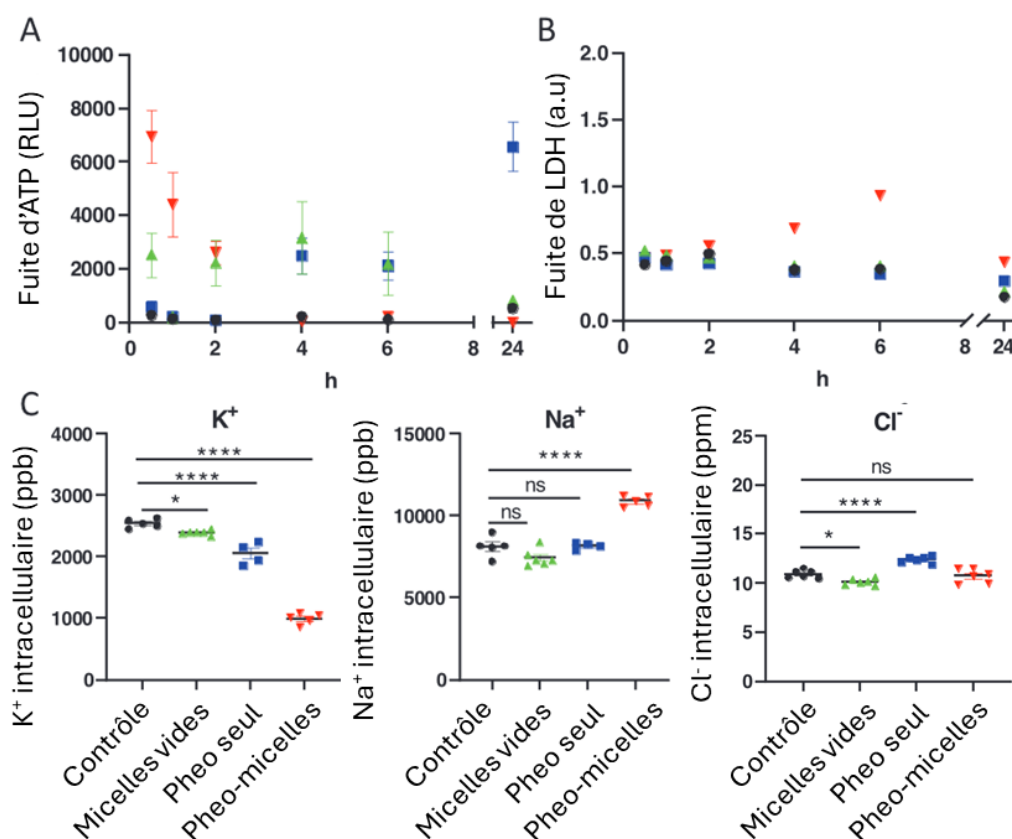 A
Fuite d'ATP (RLU)
10000
8000
6000
4000
2000
0
0 2 4 6 8 24
h
B
Fuite de LDH (a.u)
2.0
1.5
1.0
0.5
0.0
0 2 4 6 8 24
h
C
K+
K+ intracellulaire (ppb)
4000
3000
2000
1000
0
****
****
*
Contrôle
Micelles vides
Pheo seul
Pheo-micelles
Na+
Na+ intracellulaire (ppb)
15000
10000
5000
0
****
ns
ns
Contrôle
Micelles vides
Pheo seul
Pheo-micelles
Cl-
Cl- intracellulaire (ppm)
25
20
15
10
5
0
ns
****
*
Contrôle
Micelles vides
Pheo seul
Pheo-micelles